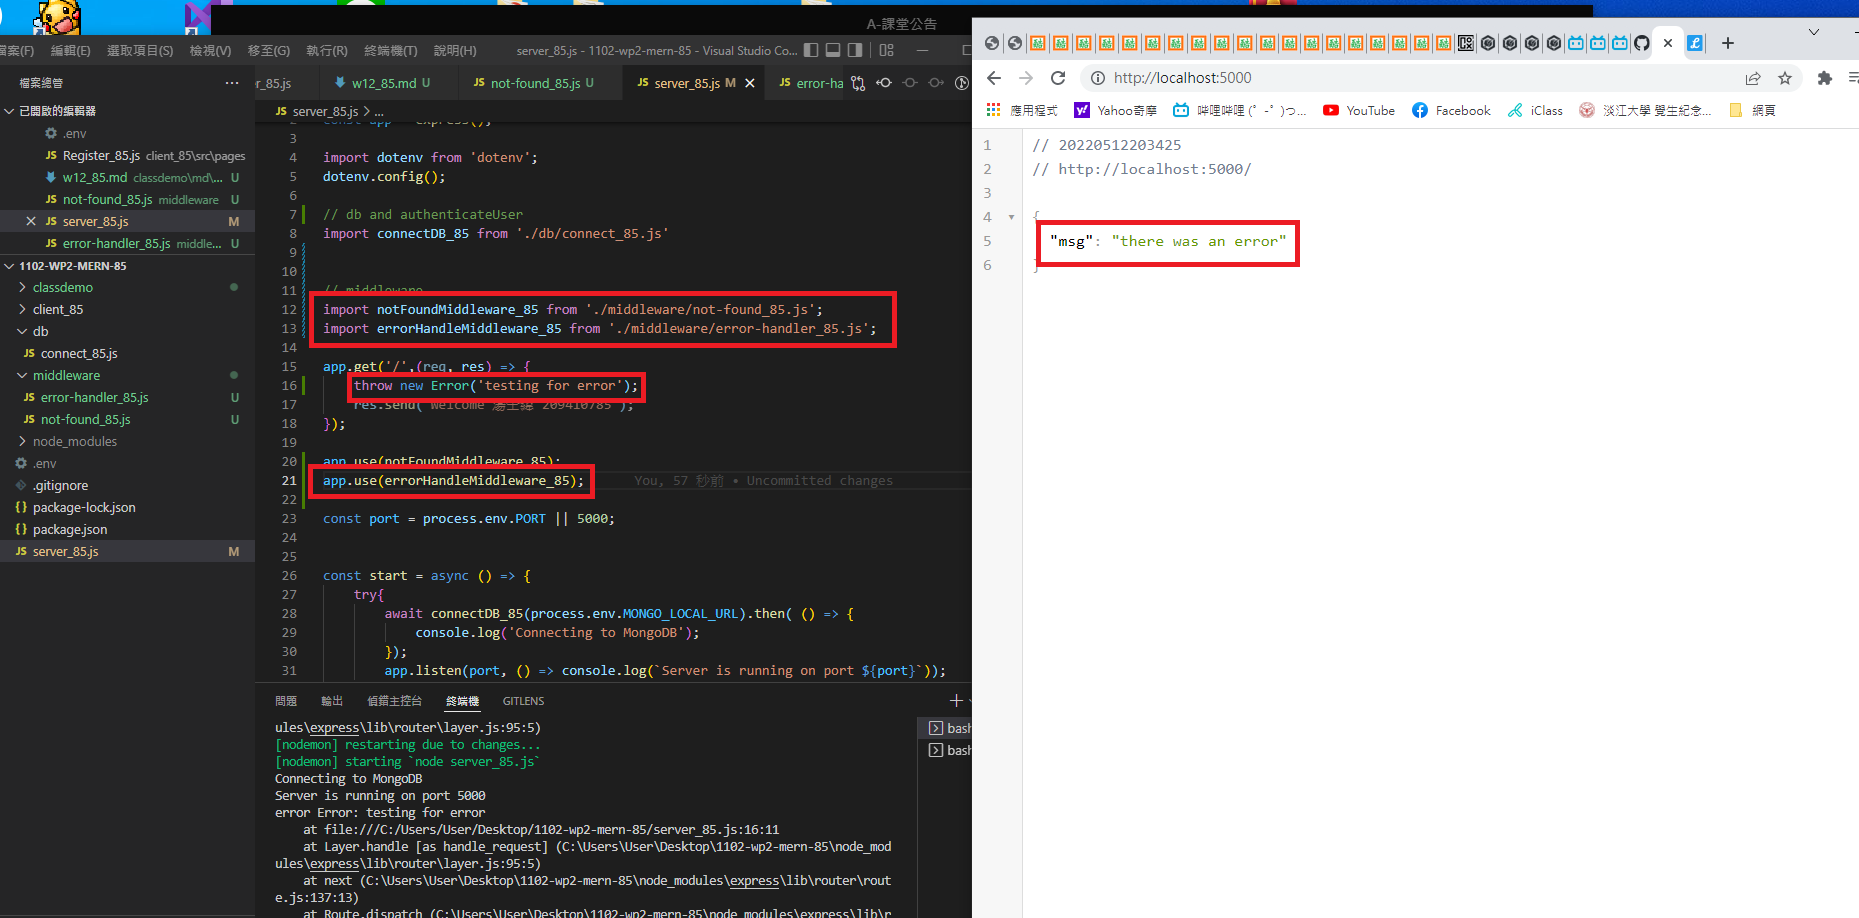 A-課堂公告
檔案(F) 編輯(E) 選取項目(S) 檢視(V) 移至(G) 執行(R) 終端機(T) 說明(H) server_85.js - 1102-wp2-mern-85 - Visual Studio Co...
檔案總管 ...
已開啟的編輯器
.env
JS Register_85.js client_85\src\pages
w12_85.md classdemo\md\... U
JS not-found_85.js middleware U
JS server_85.js M
JS error-handler_85.js middle... U
1102-WP2-MERN-85
classdemo
client_85
db
JS connect_85.js
middleware
JS error-handler_85.js U
JS not-found_85.js U
node_modules
.env
.gitignore
{} package-lock.json
{} package.json
JS server_85.js M
er_85.js w12_85.md U JS not-found_85.js U JS server_85.js M JS error-ha
JS server_85.js > ...
2 const app = express();
3
4 import dotenv from 'dotenv';
5 dotenv.config();
6
7 // db and authenticateUser
8 import connectDB_85 from './db/connect_85.js'
9
10
11 // middleware
12 import notFoundMiddleware_85 from './middleware/not-found_85.js';
13 import errorHandleMiddleware_85 from './middleware/error-handler_85.js';
14
15 app.get('/',(req, res) => {
16 throw new Error('testing for error');
17 res.send('Welcome 209410785');
18 });
19
20 app.use(notFoundMiddleware_85);
21 app.use(errorHandleMiddleware_85); You, 57 秒前 • Uncommitted changes
22
23 const port = process.env.PORT || 5000;
24
25
26 const start = async () => {
27 try{
28 await connectDB_85(process.env.MONGO_LOCAL_URL).then( () => {
29 console.log('Connecting to MongoDB');
30 });
31 app.listen(port, () => console.log(`Server is running on port ${port}`));
問題 輸出 偵錯主控台 終端機 GITLENS
bash
bash
ules\express\lib\router\layer.js:95:5)
[nodemon] restarting due to changes...
[nodemon] starting `node server_85.js`
Connecting to MongoDB
Server is running on port 5000
error Error: testing for error
at file:///C:/Users/User/Desktop/1102-wp2-mern-85/server_85.js:16:11
at Layer.handle [as handle_request] (C:\Users\User\Desktop\1102-wp2-mern-85\node_mod
ules\express\lib\router\layer.js:95:5)
at next (C:\Users\User\Desktop\1102-wp2-mern-85\node_modules\express\lib\router\rout
e.js:137:13)
at Route.dispatch (C:\Users\User\Desktop\1102-wp2-mern-85\node_modules\express\lib\r
http://localhost:5000
應用程式 Yahoo奇摩 哔哩哔哩 (゜-゜)つ... YouTube Facebook iClass 淡江大學 覺生紀念... 網頁
1 // 20220512203425
2 // http://localhost:5000/
3
4 {
5 "msg": "there was an error"
6 }